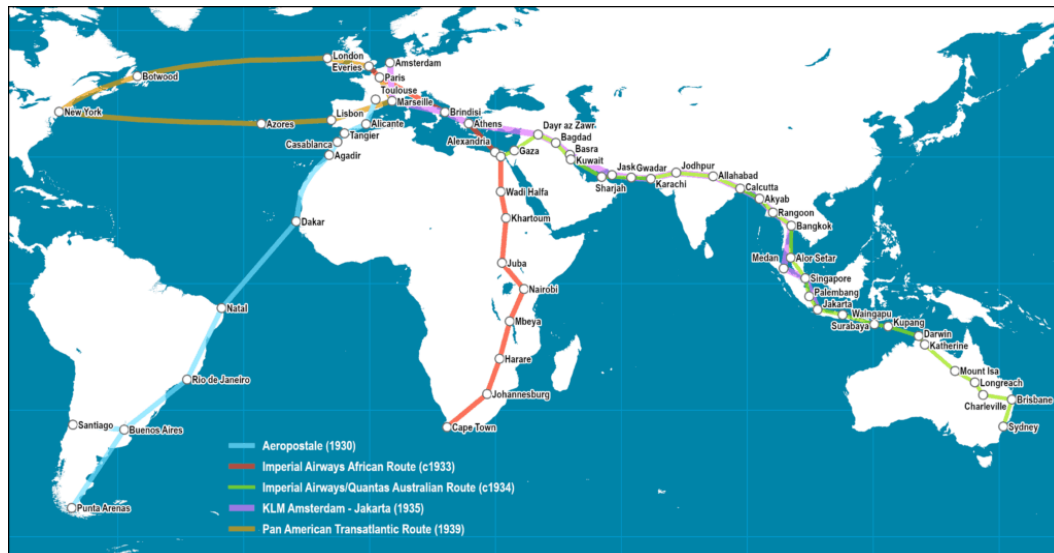 London
Everies
Amsterdam
Botwood
Paris
Toulouse
Marseille
New York
Azores
Lisbon
Alicante
Brindisi
Athens
Dayr az Zawr
Tangier
Casablanca
Alexandria
Gaza
Bagdad
Basra
Agadir
Kuwait
Jask
Gwadar
Jodhpur
Sharjah
Karachi
Allahabad
Calcutta
Wad Halfa
Akyab
Dakar
Khartoum
Rangoon
Bangkok
Juba
Medan
Alor Setar
Singapore
Nairobi
Palembang
Natal
Jakarta
Mbeya
Waingapu
Surabaya
Kupang
Darwin
Katherine
Harare
Mount Isa
Rio de Janeiro
Longreach
Johannesburg
Charleville
Brisbane
Santiago
Buenos Aires
Cape Town
Sydney
Aeropostale (1930)
Imperial Airways African Route (c1933)
Imperial Airways/Quantas Australian Route (c1934)
KLM Amsterdam - Jakarta (1935)
Punta Arenas
Pan American Transatlantic Route (1939)